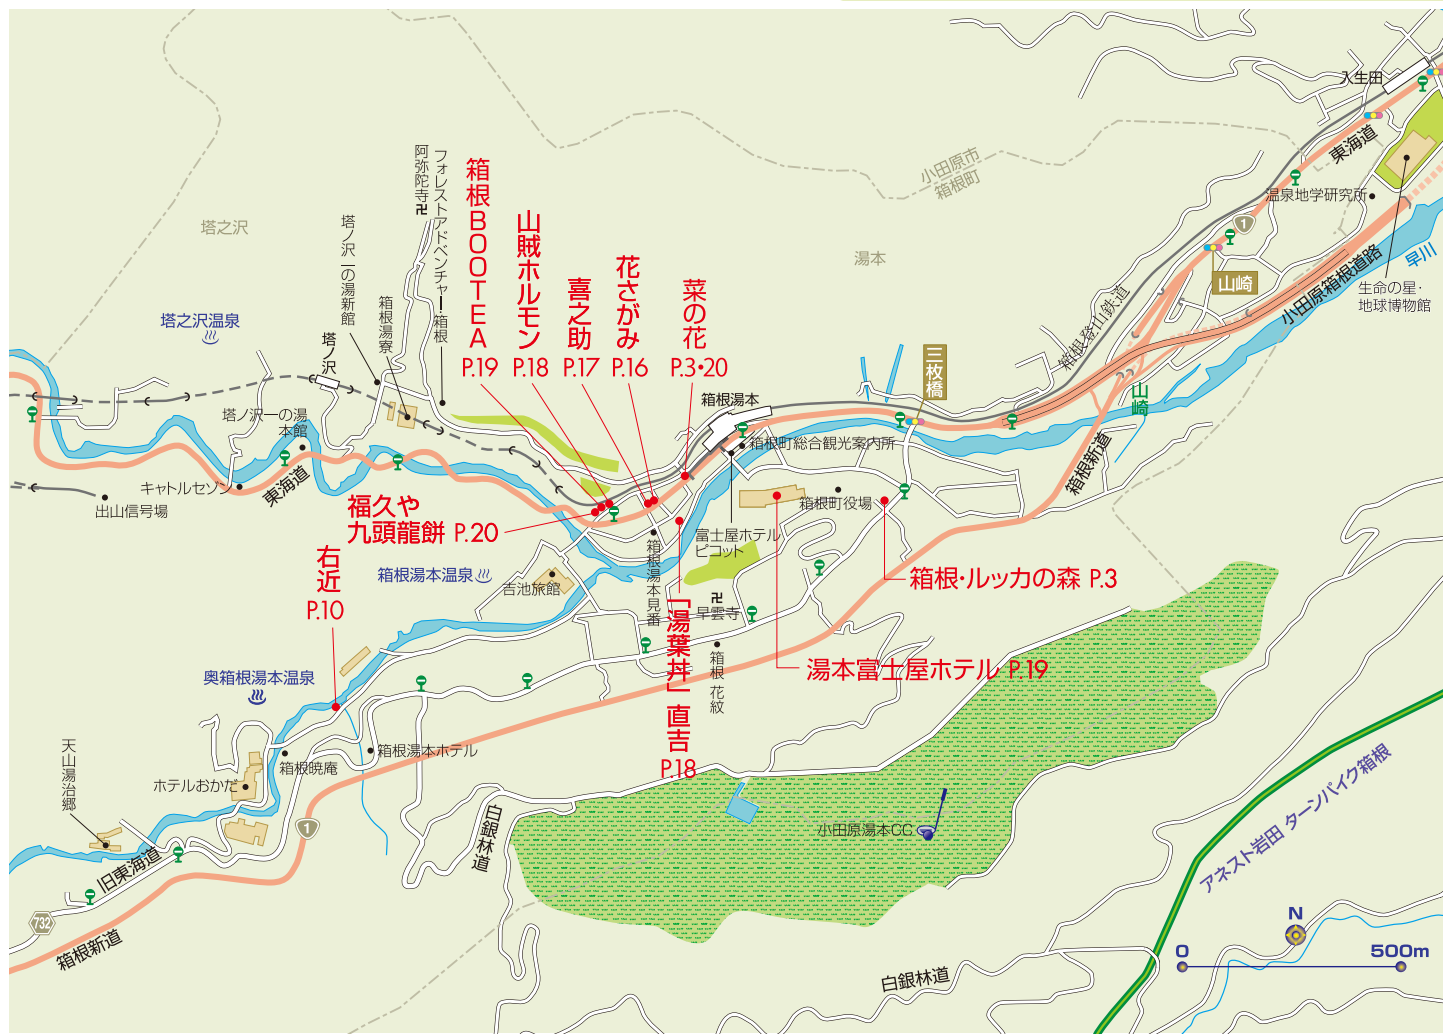 入生田
東海道
小田原市
箱根町
温泉地学研究所
1
早川
小田原箱根道路
生命の星・
地球博物館
山崎
箱根登山鉄道
湯本
塔之沢
阿弥陀寺
フォレストアドベンチャー・箱根
塔ノ沢一の湯新館
箱根湯寮
塔之沢温泉
塔ノ沢
箱根BOOTEA
P.19
山賊ホルモン
P.18
喜之助
P.17
花さがみ
P.16
菜の花
P.3・20
三枚橋
山崎
箱根湯本
箱根町総合観光案内所
塔ノ沢一の湯
本館
キャトルセゾン
東海道
出山信号場
福久や
九頭龍餅 P.20
箱根町役場
箱根新道
富士屋ホテル
ピコット
右近
P.10
箱根湯本温泉
吉池旅館
箱根湯本見番
早雲寺
箱根・ルッカの森 P.3
「湯葉丼」直吉
P.18
箱根 花紋
湯本富士屋ホテル P.19
奥箱根湯本温泉
天山湯治郷
ホテルおかだ
箱根暁庵
箱根湯本ホテル
1
白銀林道
小田原湯本CC
旧東海道
732
箱根新道
アネスト岩田 ターンパイク箱根
白銀林道
N
0
500m